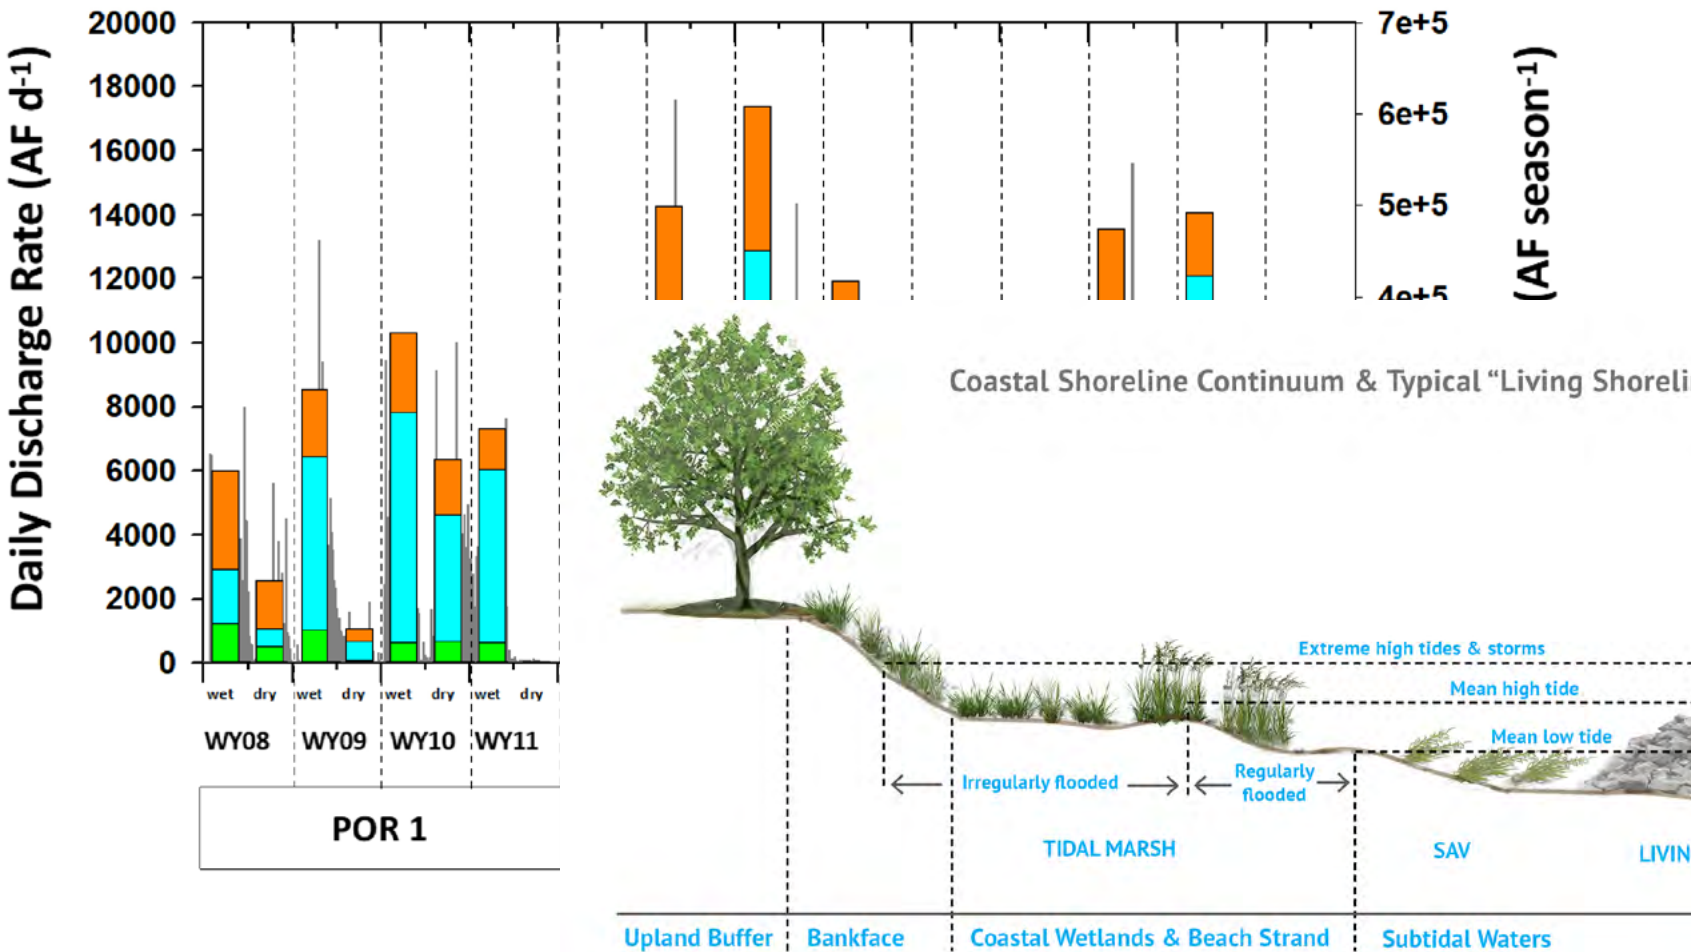 Daily Discharge Rate (AF d-1)
20000
18000
16000
14000
12000
10000
8000
6000
4000
2000
0
7e+5
6e+5
5e+5
4e+5
(AF season-1)
wet dry wet dry wet dry wet dry
WY08 WY09 WY10 WY11
POR 1
Coastal Shoreline Continuum & Typical “Living Shoreli
Extreme high tides & storms
Mean high tide
Mean low tide
Irregularly flooded
Regularly
flooded
TIDAL MARSH
SAV
LIVIN
Upland Buffer
Bankface
Coastal Wetlands & Beach Strand
Subtidal Waters